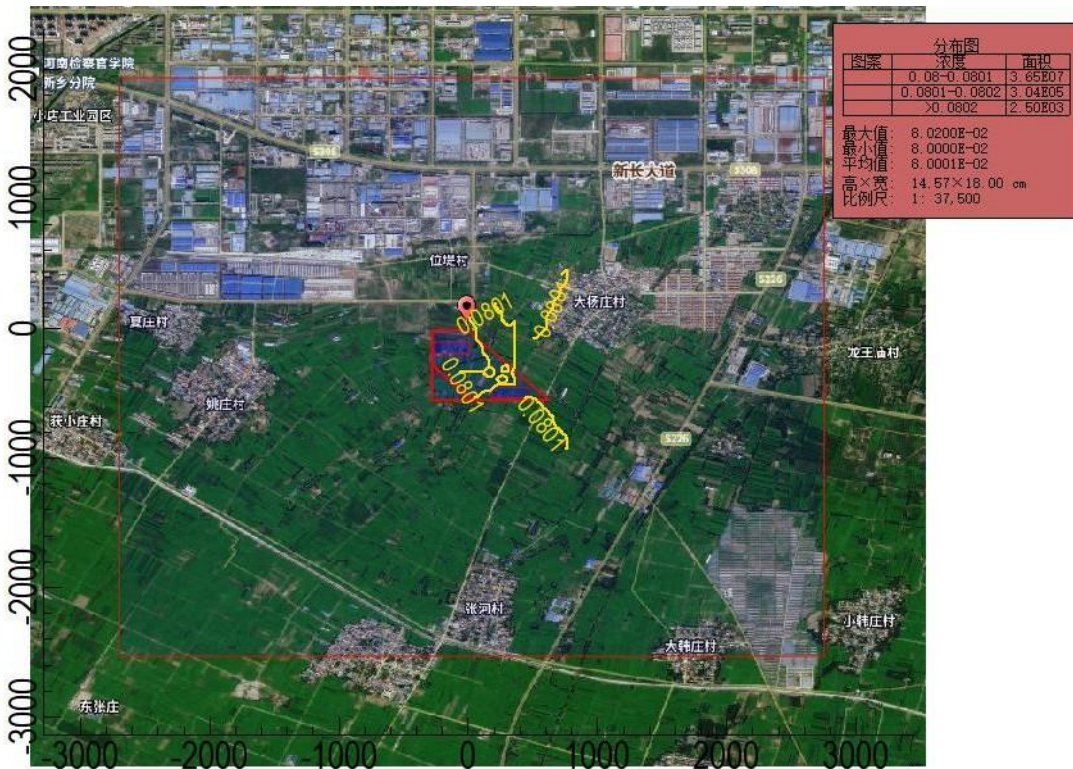 分布图
图案 浓度 面积
0.08-0.0801 3.65E07
0.0801-0.0802 3.04E05
>0.0802 2.50E03
最大值: 8.0200E-02
最小值: 8.0000E-02
平均值: 8.0001E-02
高×宽: 14.57×18.00 cm
比例尺: 1: 37,500
河南检察官学院
新乡分院
小店工业园区
新长大道
S308
位堤村
S226
大杨庄村
0.0801
0.0801
夏庄村
龙王庙村
姚庄村
0.0801
获小庄村
0.0801
S226
张河村
小韩庄村
大韩庄村
东张庄
2000
1000
0
-1000
-2000
-3000
-3000 -2000 -1000 0 1000 2000 3000